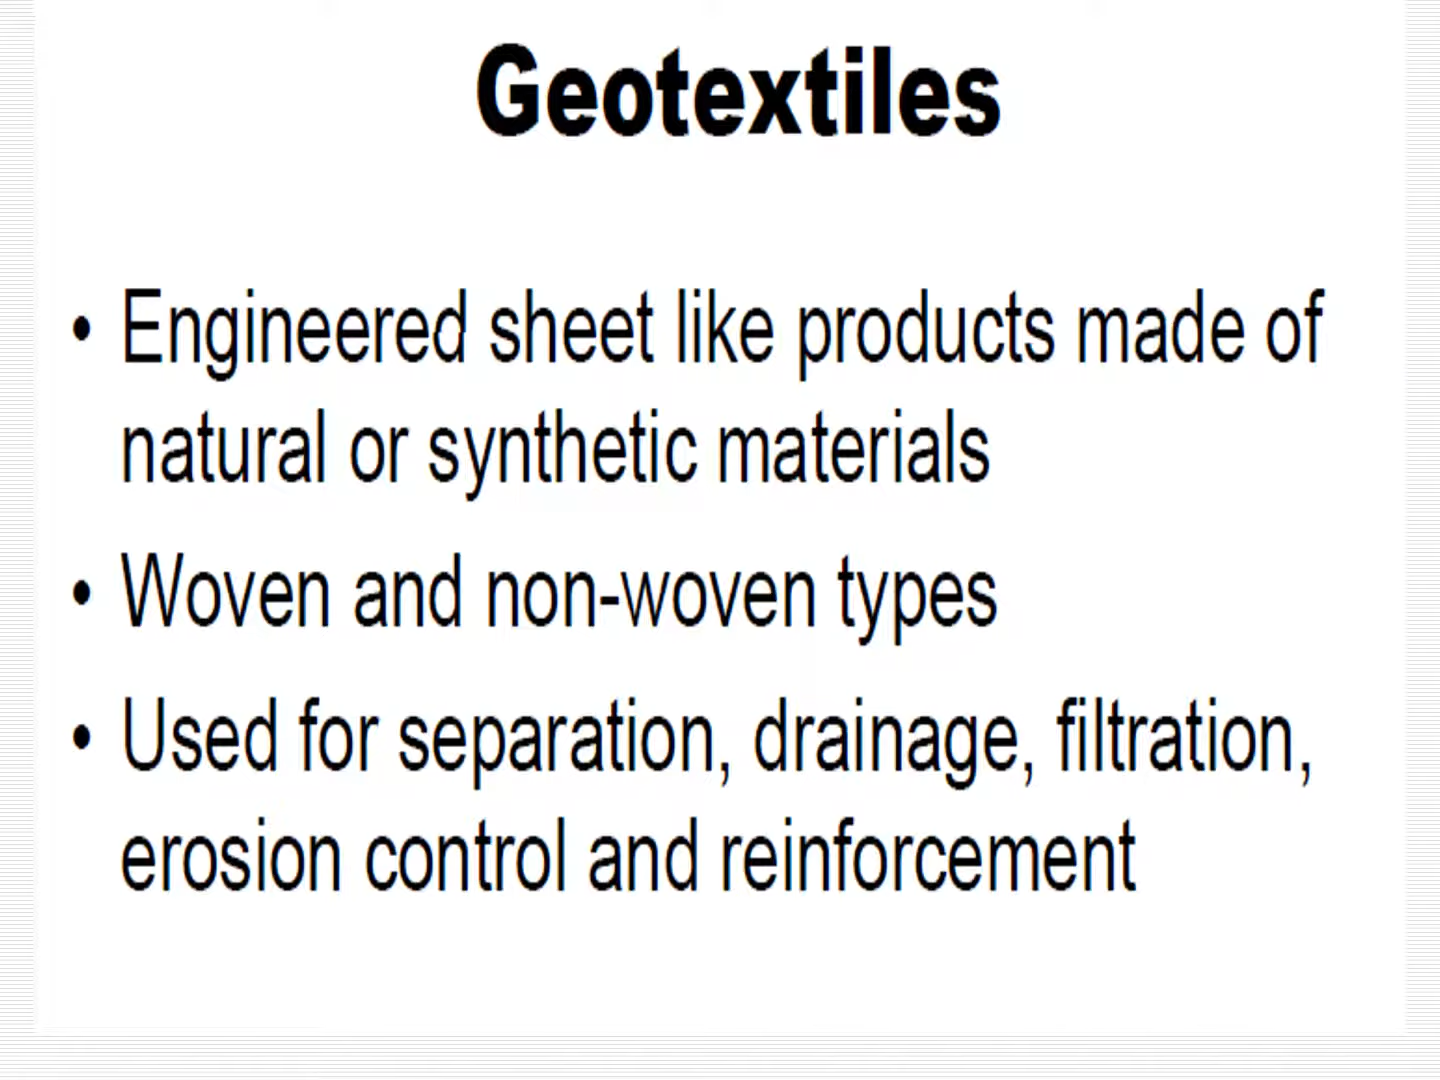 Geotextiles
• Engineered sheet like products made of
natural or synthetic materials
• Woven and non-woven types
• Used for separation, drainage, filtration,
erosion control and reinforcement